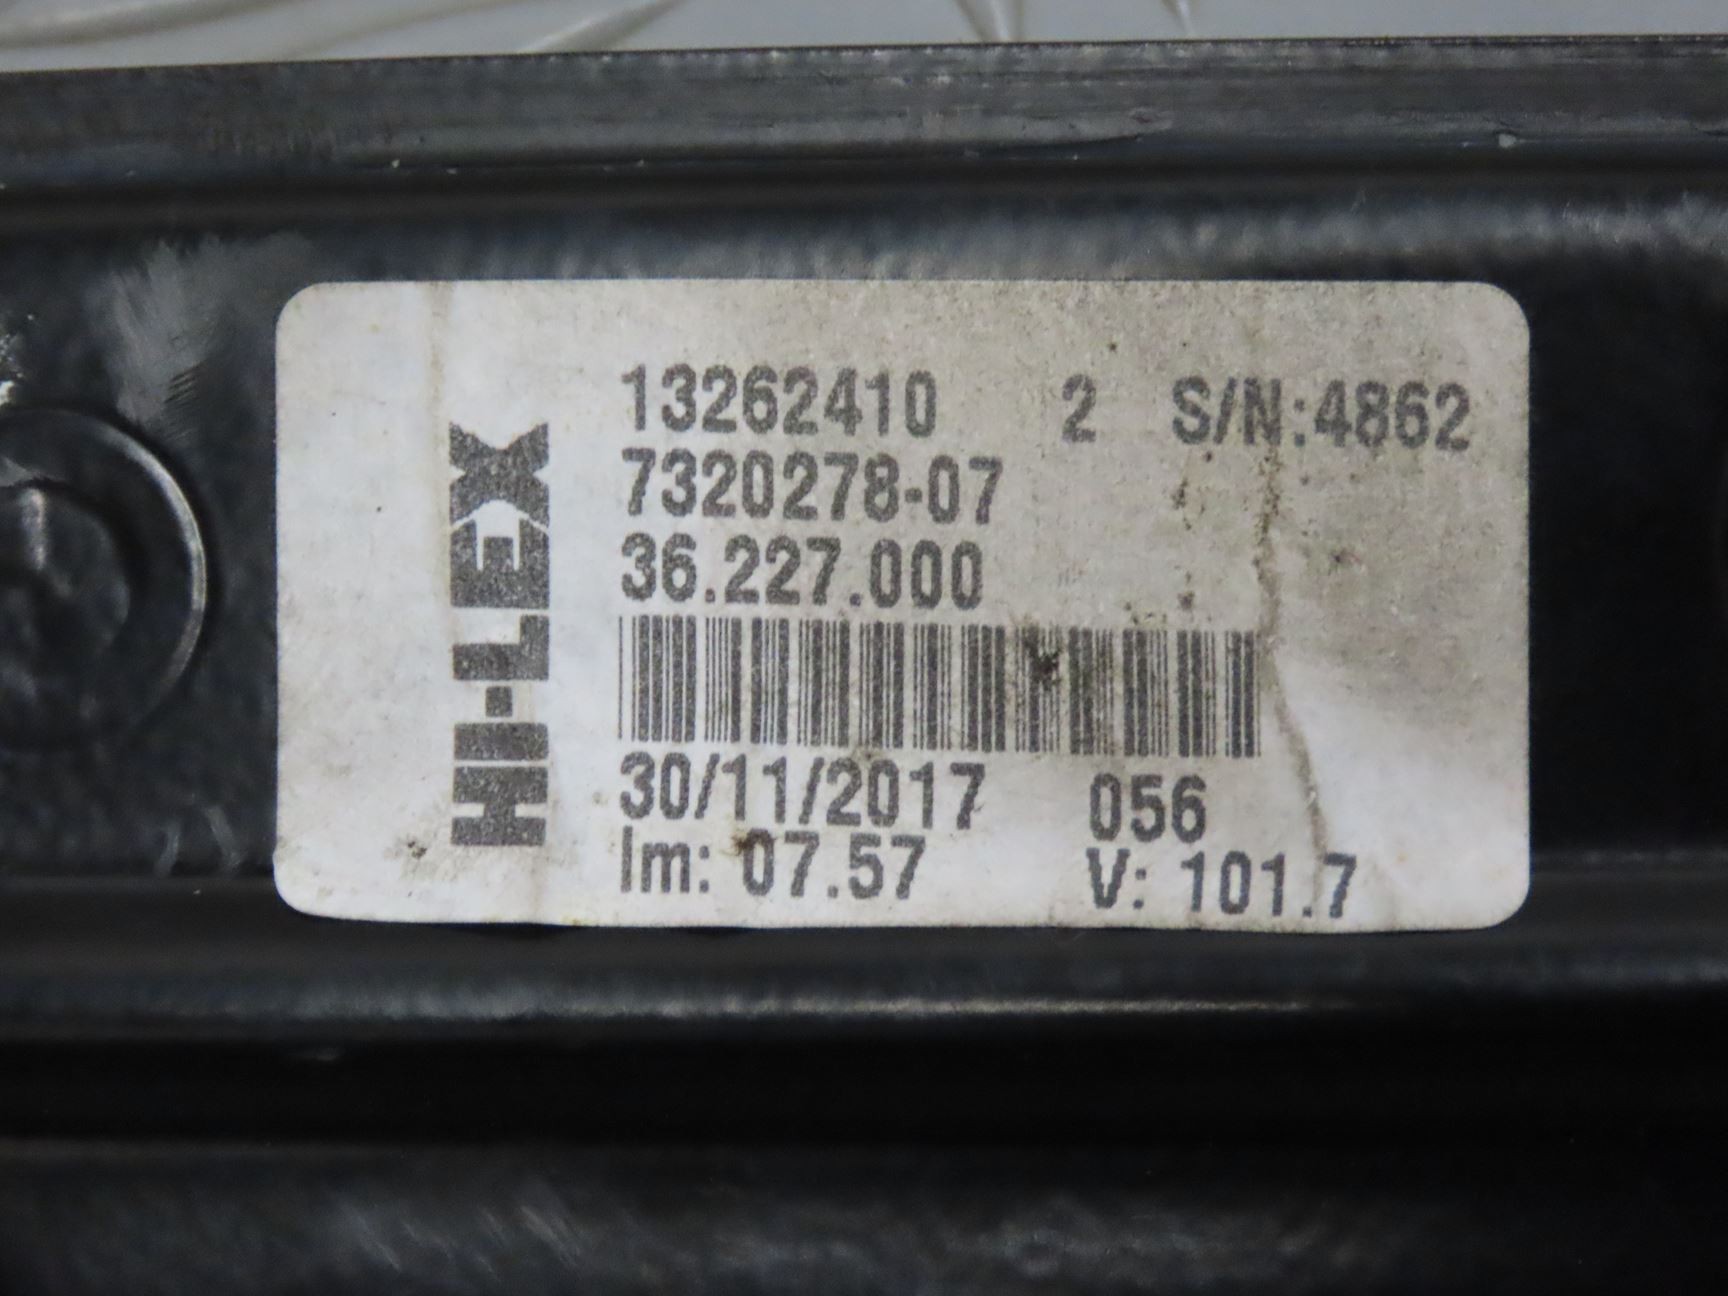 HI-LEX
13262410 2 S/N:4862
7320278-07
36.227.000
30/11/2017 056
Im: 07.57 V: 101.7